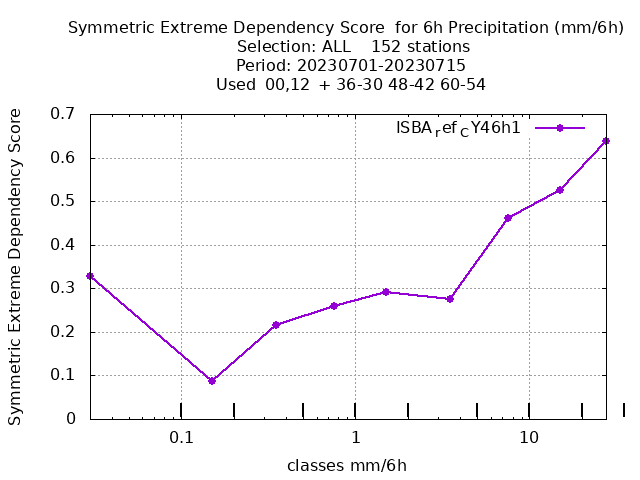 Symmetric Extreme Dependency Score  for 6h Precipitation (mm/6h)
Selection: ALL    152 stations
Period: 20230701-20230715
Used  00,12  + 36-30 48-42 60-54
Symmetric Extreme Dependency Score
0.7
0.6
0.5
0.4
0.3
0.2
0.1
0
ISBArefCY46h1
0.1
1
10
classes mm/6h